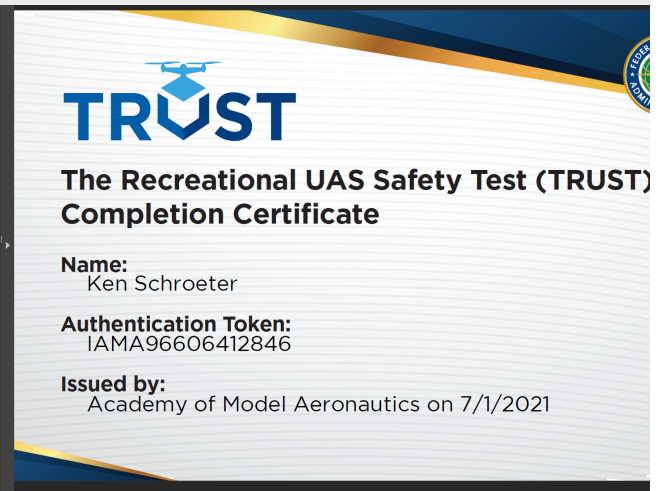 TRUST
The Recreational UAS Safety Test (TRUST)
Completion Certificate
Name:
Ken Schroeter
Authentication Token:
IAMA96606412846
Issued by:
Academy of Model Aeronautics on 7/1/2021